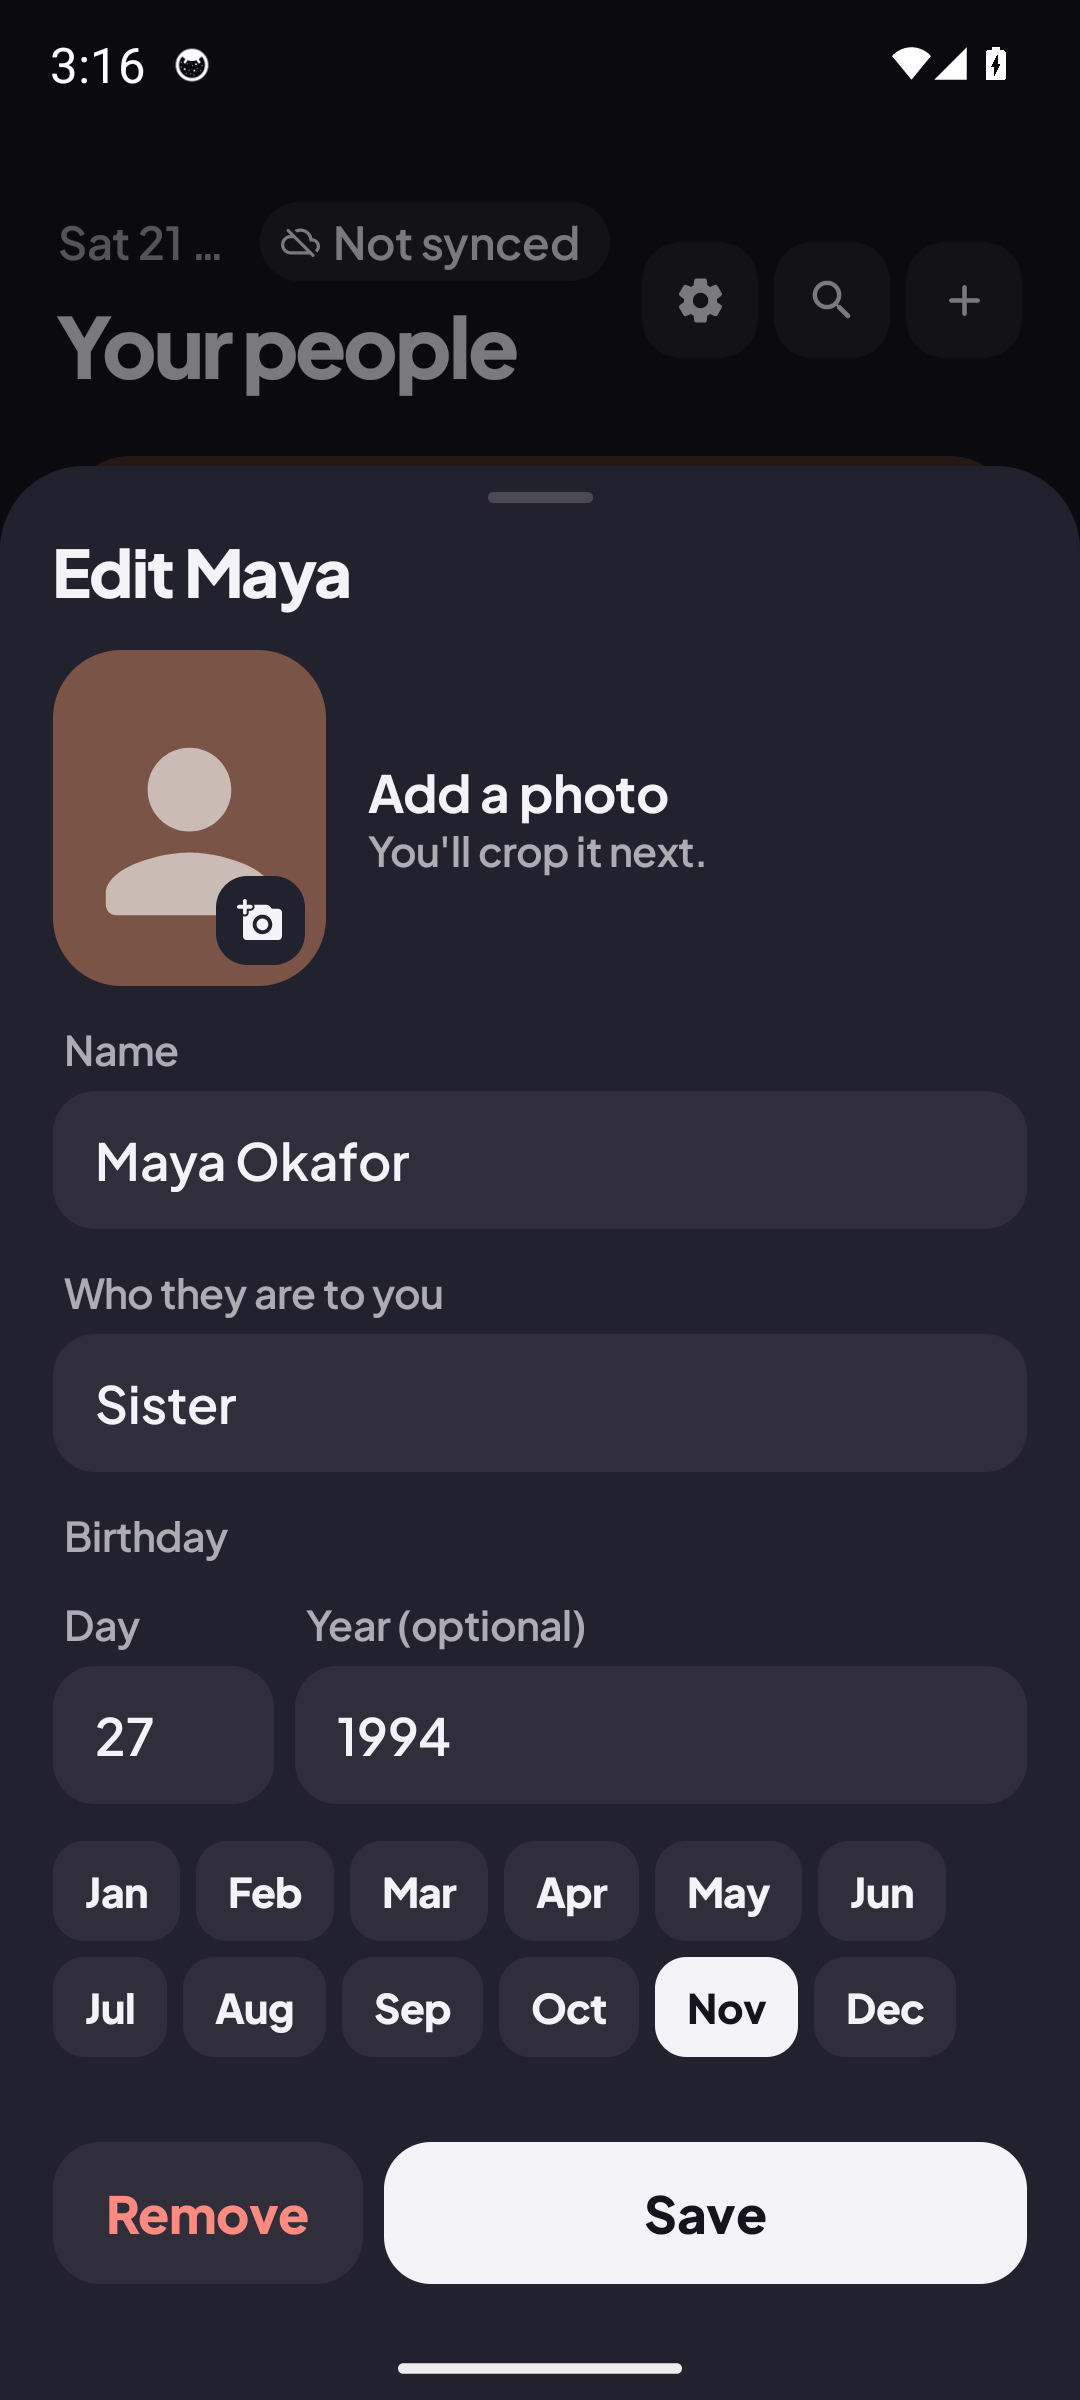 3:16
Sat 21 ...
Not synced
Your people
Edit Maya
Add a photo
You'll crop it next.
Name
Maya Okafor
Who they are to you
Sister
Birthday
Day Year (optional)
27 1994
Jan Feb Mar Apr May Jun
Jul Aug Sep Oct Nov Dec
Remove Save